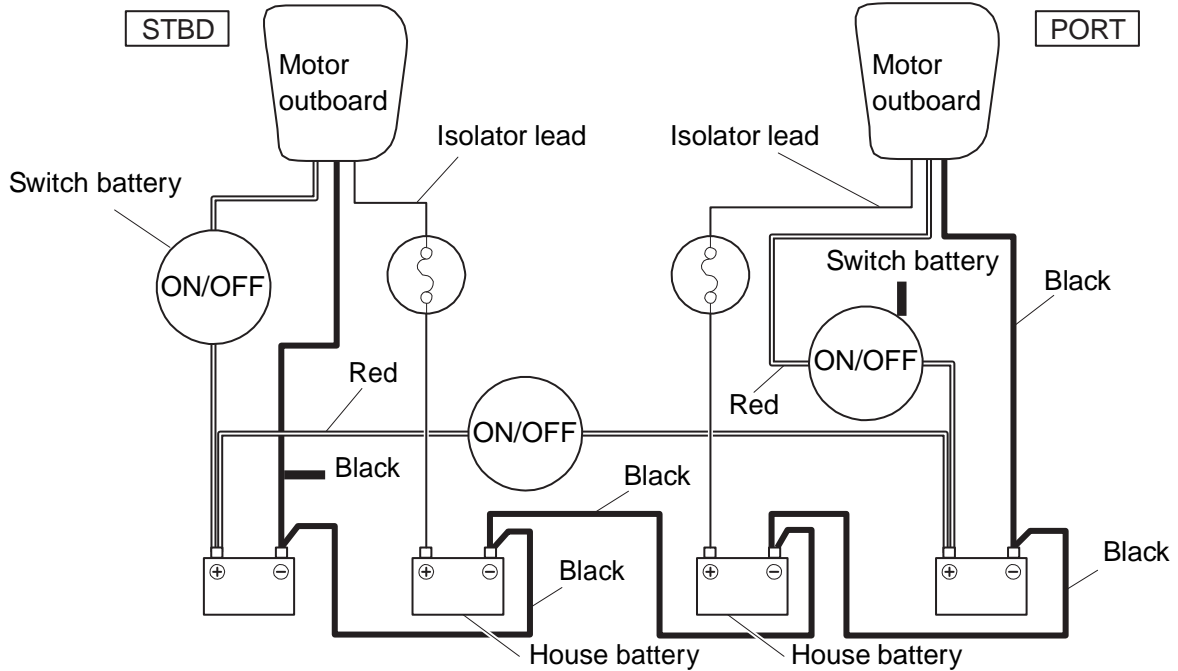 STBD
PORT
Motor
outboard
Motor
outboard
Isolator lead
Isolator lead
Switch battery
Switch battery
ON/OFF
Black
ON/OFF
Red
Red
ON/OFF
Black
Black
Black
Black
+ −
+ −
+ −
+ −
House battery
House battery